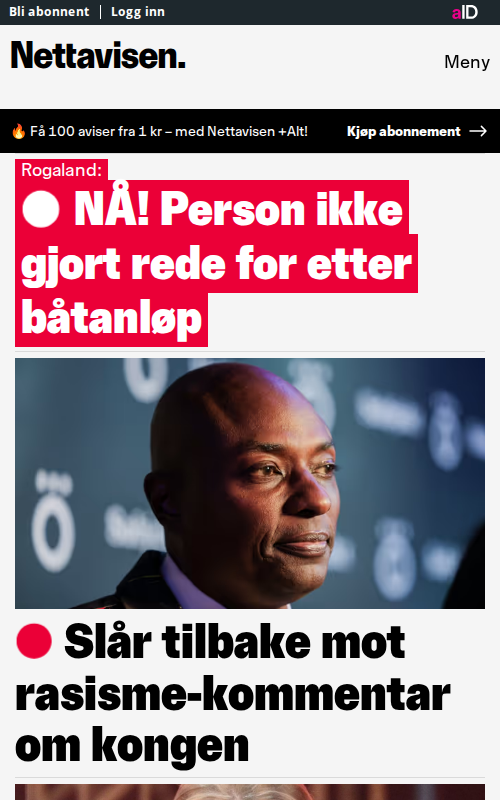 Bli abonnent | Logg inn
aID
Nettavisen.
Meny
🔥 Få 100 aviser fra 1 kr – med Nettavisen +Alt!
Kjøp abonnement →
Rogaland:
NÅ! Person ikke
gjort rede for etter
båtanløp
Slår tilbake mot
rasisme-kommentar
om kongen